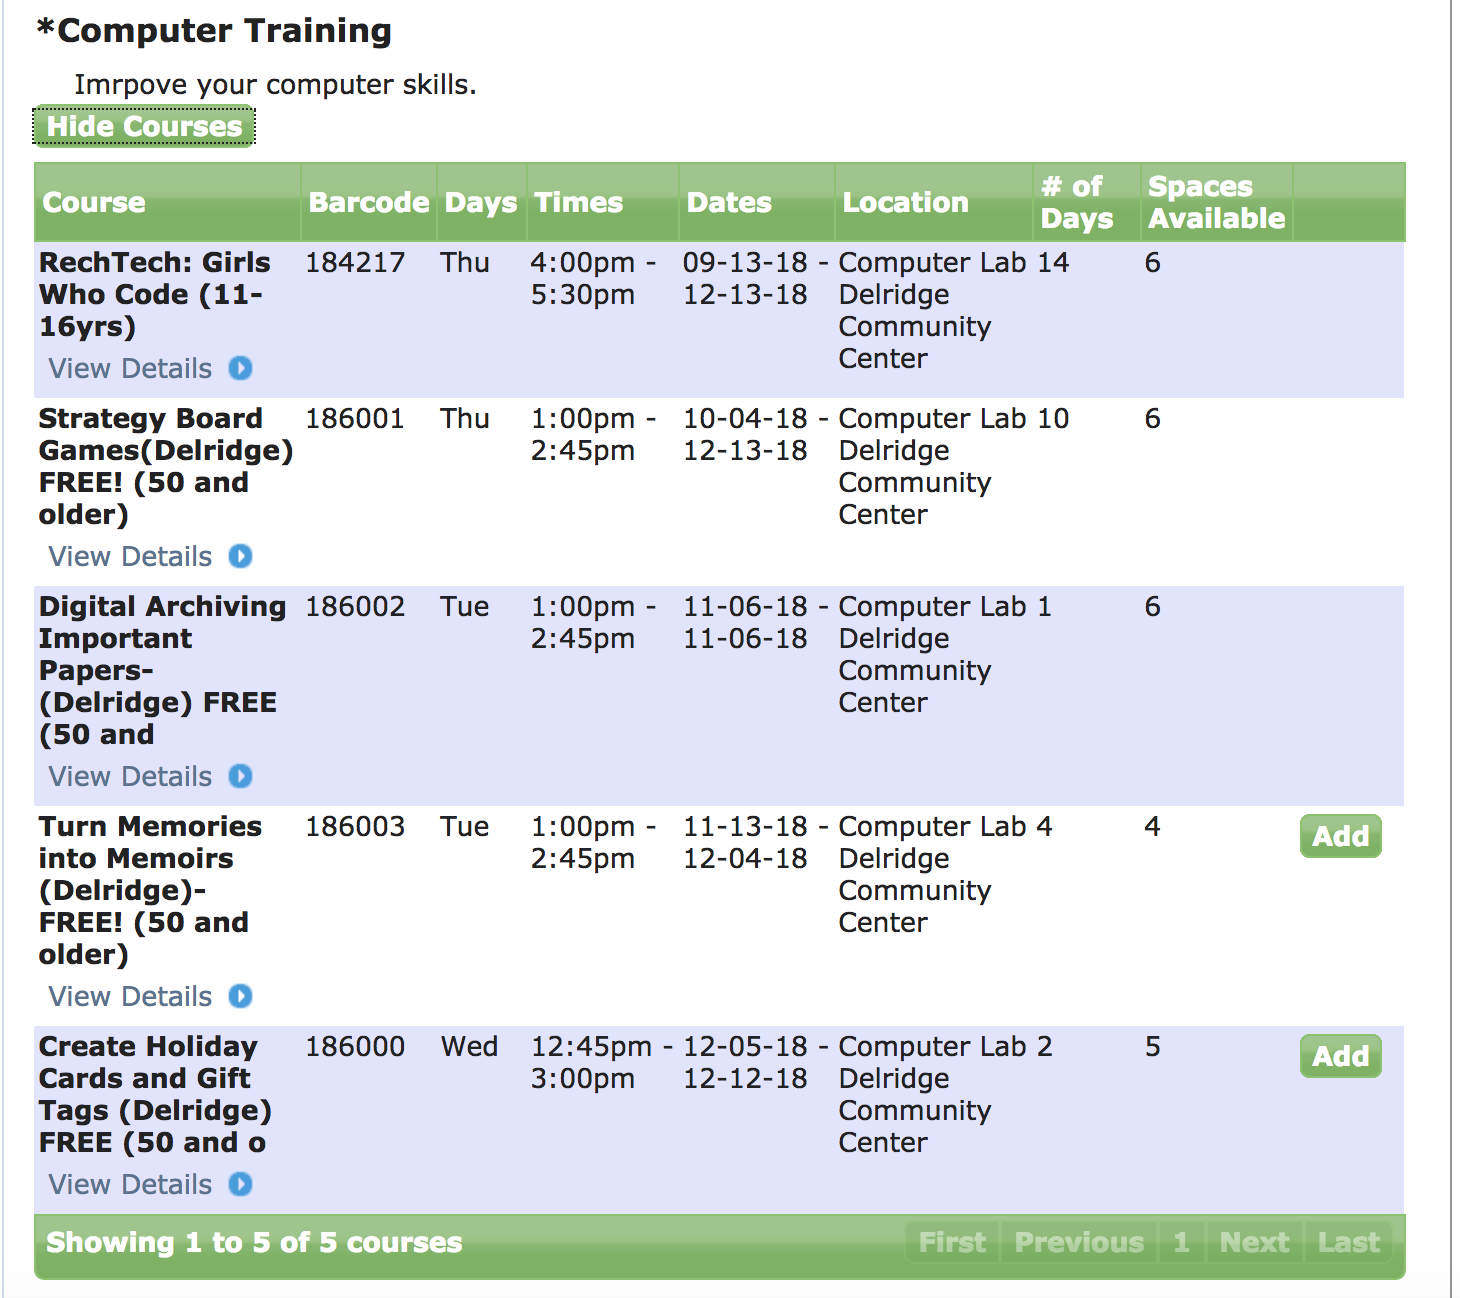 *Computer Training
Imrpove your computer skills.
Hide Courses
Course Barcode Days Times Dates Location # of Days Spaces Available
RechTech: Girls 184217 Thu 4:00pm - 09-13-18 - Computer Lab 14 6
Who Code (11- 5:30pm 12-13-18 Delridge
16yrs) Community
Center
View Details
Strategy Board 186001 Thu 1:00pm - 10-04-18 - Computer Lab 10 6
Games(Delridge) 2:45pm 12-13-18 Delridge
FREE! (50 and Community
older) Center
View Details
Digital Archiving 186002 Tue 1:00pm - 11-06-18 - Computer Lab 1 6
Important 2:45pm 11-06-18 Delridge
Papers- Community
(Delridge) FREE Center
(50 and
View Details
Turn Memories 186003 Tue 1:00pm - 11-13-18 - Computer Lab 4 4 Add
into Memoirs 2:45pm 12-04-18 Delridge
(Delridge)- Community
FREE! (50 and Center
older)
View Details
Create Holiday 186000 Wed 12:45pm - 12-05-18 - Computer Lab 2 5 Add
Cards and Gift 3:00pm 12-12-18 Delridge
Tags (Delridge) Community
FREE (50 and o Center
View Details
Showing 1 to 5 of 5 courses First Previous 1 Next Last